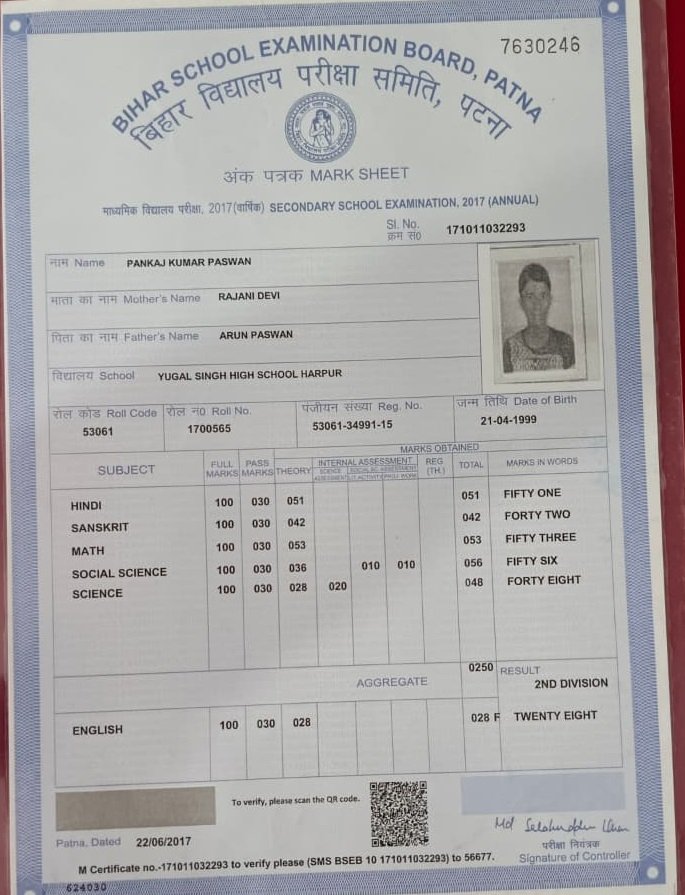 7630246
BIHAR SCHOOL EXAMINATION BOARD, PATNA
बिहार विद्यालय परीक्षा समिति, पटना
अंक पत्रक MARK SHEET
माध्यमिक विद्यालय परीक्षा, 2017(वार्षिक) SECONDARY SCHOOL EXAMINATION, 2017 (ANNUAL)
Sl. No.
क्रम सं0 171011032293
नाम Name PANKAJ KUMAR PASWAN
माता का नाम Mother's Name RAJANI DEVI
पिता का नाम Father's Name ARUN PASWAN
विद्यालय School YUGAL SINGH HIGH SCHOOL HARPUR
रोल कोड Roll Code रोल नं0 Roll No. पंजीयन संख्या Reg. No. जन्म तिथि Date of Birth
53061 1700565 53061-34991-15 21-04-1999
MARKS OBTAINED
SUBJECT FULL MARKS PASS MARKS THEORY INTERNAL ASSESSMENT REG (TH.) TOTAL MARKS IN WORDS
HINDI 100 030 051 051 FIFTY ONE
SANSKRIT 100 030 042 042 FORTY TWO
MATH 100 030 053 053 FIFTY THREE
SOCIAL SCIENCE 100 030 036 010 010 056 FIFTY SIX
SCIENCE 100 030 028 020 048 FORTY EIGHT
AGGREGATE 0250 RESULT
2ND DIVISION
ENGLISH 100 030 028 028 F TWENTY EIGHT
To verify, please scan the QR code.
Patna, Dated 22/06/2017
परीक्षा नियंत्रक
Signature of Controller
M Certificate no.-171011032293 to verify please (SMS BSEB 10 171011032293) to 56677.
624030